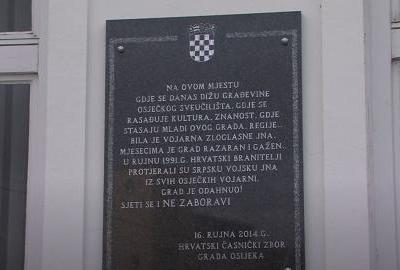 NA OVOM MJESTU
GDJE SE DANAS DIŽU GRAĐEVINE
OSJEČKOG SVEUČILIŠTA, GDJE SE
RASAĐUJE KULTURA, ZNANOST, GDJE
STASAJU MLADI OVOG GRADA, REGIJE..
BILA JE VOJARNA ZLOGLASNE JNA.
MJESECIMA JE GRAD RAZARAN I GAŽEN..
U RUJNU 1991.G. HRVATSKI BRANITELJI
PROTJERALI SU SRPSKU VOJSKU JNA
IZ SVIH OSJEČKIH VOJARNI.
GRAD JE ODAHNUO!
SJETI SE I NE ZABORAVI
16. RUJNA 2014.G.
HRVATSKI ČASNIČKI ZBOR
GRADA OSIJEKA